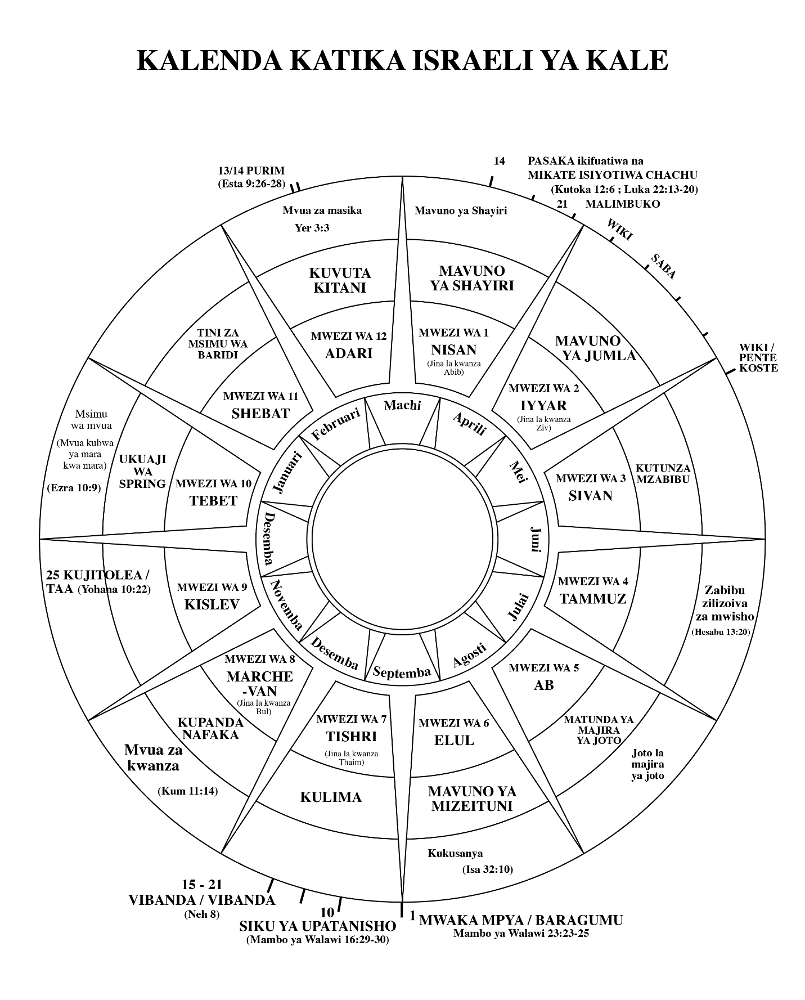 KALENDA KATIKA ISRAELI YA KALE
14 PASAKA ikifuatiwa na
MIKATE ISIYOTIWA CHACHU
(Kutoka 12:6 ; Luka 22:13-20)
21 MALIMBUKO
WIKI
SABA
WIKI /
PENTE
KOSTE
13/14 PURIM
(Esta 9:26-28)
Mvua za masika
Yer 3:3
Mavuno ya Shayiri
KUVUTA
KITANI
MAVUNO
YA SHAYIRI
MWEZI WA 12
ADARI
MWEZI WA 1
NISAN
(Jina la kwanza
Abib)
MAVUNO
YA JUMLA
MWEZI WA 2
IYYAR
(Jina la kwanza
Ziv)
TINI ZA
MSIMU WA
BARIDI
MWEZI WA 11
SHEBAT
Msimu
wa mvua
(Mvua kubwa
ya mara
kwa mara)
(Ezra 10:9)
UKUAJI
WA
SPRING
MWEZI WA 10
TEBET
KUTUNZA
MZABIBU
MWEZI WA 3
SIVAN
Machi
Aprili
Mei
Juni
Julai
Agosti
Septemba
Desemba
Novemba
Desemba
Januari
Februari
25 KUJITOLEA /
TAA (Yohana 10:22)
MWEZI WA 9
KISLEV
MWEZI WA 4
TAMMUZ
Zabibu
zilizoiva
za mwisho
(Hesabu 13:20)
MWEZI WA 8
MARCHE
-VAN
(Jina la kwanza
Bul)
KUPANDA
NAFAKA
Mvua za
kwanza
(Kum 11:14)
MWEZI WA 5
AB
MATUNDA YA
MAJIRA
YA JOTO
Joto la
majira
ya joto
MWEZI WA 7
TISHRI
(Jina la kwanza
Thaim)
KULIMA
MWEZI WA 6
ELUL
MAVUNO YA
MIZEITUNI
Kukusanya
(Isa 32:10)
15 - 21
VIBANDA / VIBANDA
(Neh 8)
10
SIKU YA UPATANISHO
(Mambo ya Walawi 16:29-30)
1 MWAKA MPYA / BARAGUMU
Mambo ya Walawi 23:23-25